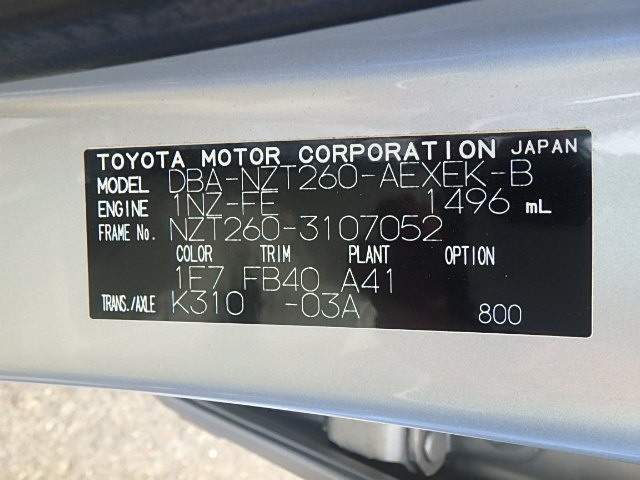 TOYOTA MOTOR CORPORATION JAPAN
MODEL DBA-NZT260-AEXEK-B
ENGINE 1NZ-FE 1496 mL
FRAME No. NZT260-3107052
COLOR TRIM PLANT OPTION
1E7 FB40 A41
TRANS./AXLE K310 -03A 800